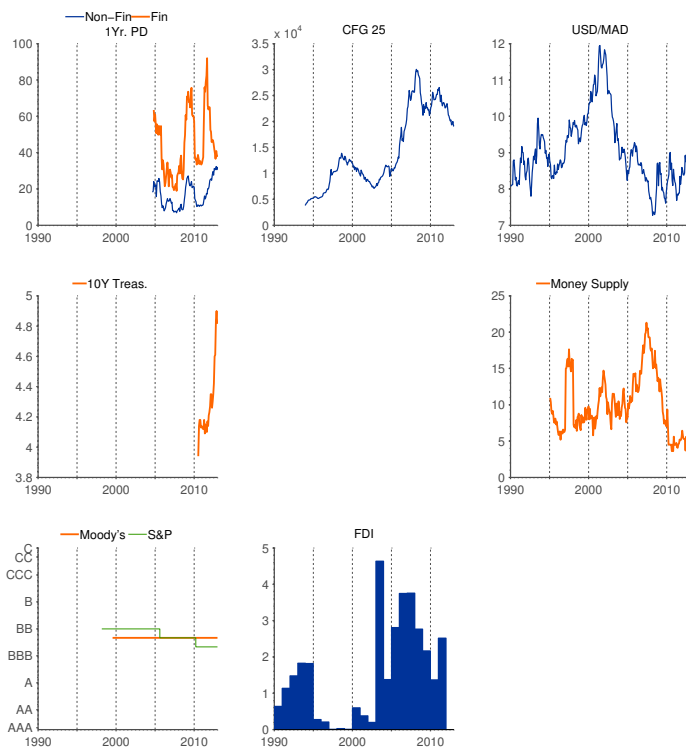 Non−Fin Fin
1Yr. PD
100
80
60
40
20
0
1990 2000 2010
x 10^4
CFG 25
3.5
3
2.5
2
1.5
1
0.5
0
1990 2000 2010
USD/MAD
12
11
10
9
8
7
1990 2000 2010
10Y Treas.
5
4.8
4.6
4.4
4.2
4
3.8
1990 2000 2010
Money Supply
25
20
15
10
5
0
1990 2000 2010
Moody's S&P
C
CC
CCC
B
BB
BBB
A
AA
AAA
1990 2000 2010
FDI
5
4
3
2
1
0
1990 2000 2010